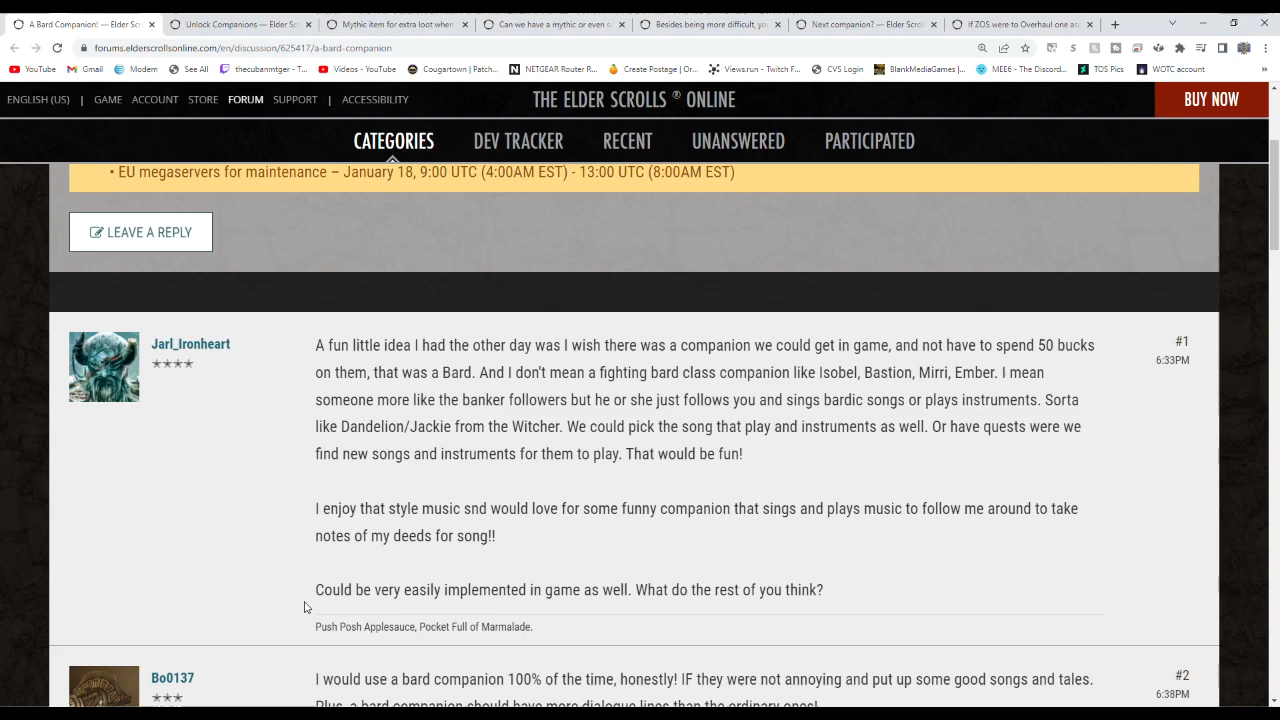 A Bard Companion! — Elder Scr
Unlock Companions — Elder Sc
Mythic item for extra loot when
Can we have a mythic or even s
Besides being more difficult, yo
Next companion? — Elder Scroll
If ZOS were to Overhaul one as
forums.elderscrollsonline.com/en/discussion/625417/a-bard-companion
YouTube
Gmail
Modem
See All
thecubanmtger - T...
Videos - YouTube
Cougartown | Patch...
NETGEAR Router R...
Create Postage | Or...
Views.run - Twitch F...
CVS Login
BlankMediaGames |...
MEE6 - The Discord...
TOS Pics
WOTC account
»
ENGLISH (US) | GAME ACCOUNT STORE FORUM SUPPORT | ACCESSIBILITY
THE ELDER SCROLLS ® ONLINE
BUY NOW
CATEGORIES DEV TRACKER RECENT UNANSWERED PARTICIPATED
• EU megaservers for maintenance – January 18, 9:00 UTC (4:00AM EST) - 13:00 UTC (8:00AM EST)
LEAVE A REPLY
Jarl_Ironheart
#1
6:33PM
A fun little idea I had the other day was I wish there was a companion we could get in game, and not have to spend 50 bucks
on them, that was a Bard. And I don't mean a fighting bard class companion like Isobel, Bastion, Mirri, Ember. I mean
someone more like the banker followers but he or she just follows you and sings bardic songs or plays instruments. Sorta
like Dandelion/Jackie from the Witcher. We could pick the song that play and instruments as well. Or have quests were we
find new songs and instruments for them to play. That would be fun!
I enjoy that style music snd would love for some funny companion that sings and plays music to follow me around to take
notes of my deeds for song!!
Could be very easily implemented in game as well. What do the rest of you think?
Push Posh Applesauce, Pocket Full of Marmalade.
Bo0137
#2
6:38PM
I would use a bard companion 100% of the time, honestly! IF they were not annoying and put up some good songs and tales.
Plus, a bard companion should have more dialogue lines than the ordinary ones!